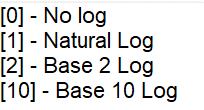 [0] - No log
[1] - Natural Log
[2] - Base 2 Log
[10] - Base 10 Log